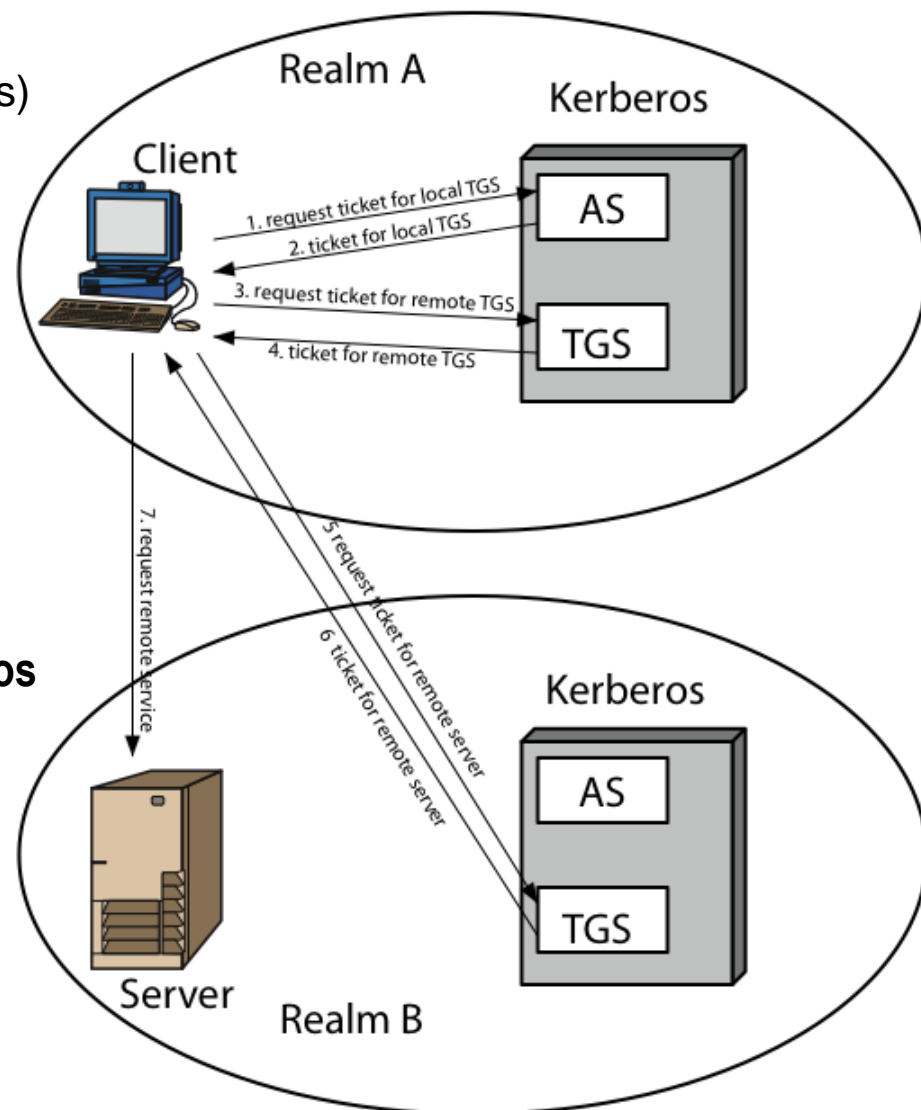 Realm A
s)
Kerberos
Client
AS
1. request ticket for local TGS
2. ticket for local TGS
3. request ticket for remote TGS
TGS
4. ticket for remote TGS
7. request remote service
5 request ticket for remote server
6 ticket for remote server
os
Kerberos
AS
TGS
Server
Realm B